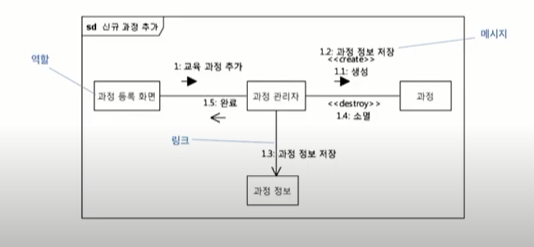 sd 신규 과정 추가
메시지
역할
1.2: 과정 정보 저장
<<create>>
1: 교육 과정 추가
1.1: 생성
과정 등록 화면
과정 관리자
과정
1.5: 완료
<<destroy>>
1.4: 소멸
링크
1.3: 과정 정보 저장
과정 정보